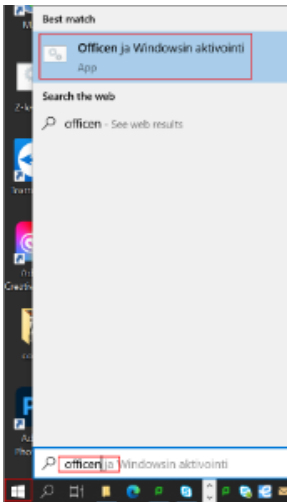 Best match
Officen ja Windowsin aktivointi
App
Search the web
officen - See web results
officen ja Windowsin aktivointi